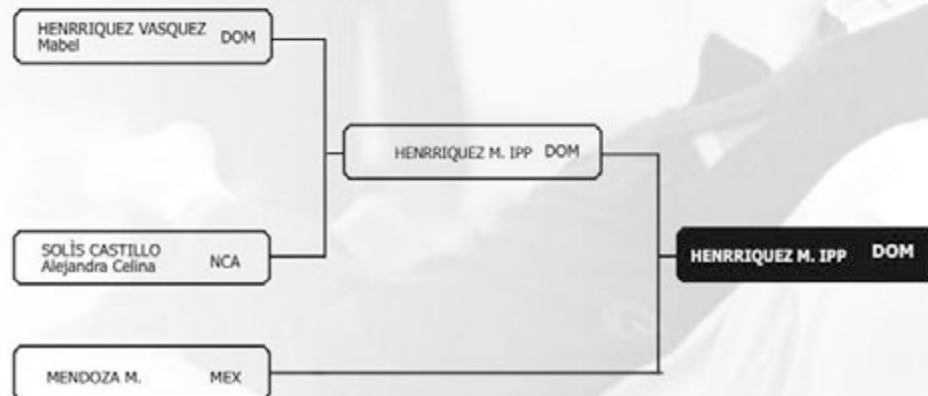 HENRRIQUEZ VASQUEZ DOM
Mabel
HENRRIQUEZ M. IPP DOM
SOLÌS CASTILLO
Alejandra Celina NCA
HENRRIQUEZ M. IPP DOM
MENDOZA M. MEX